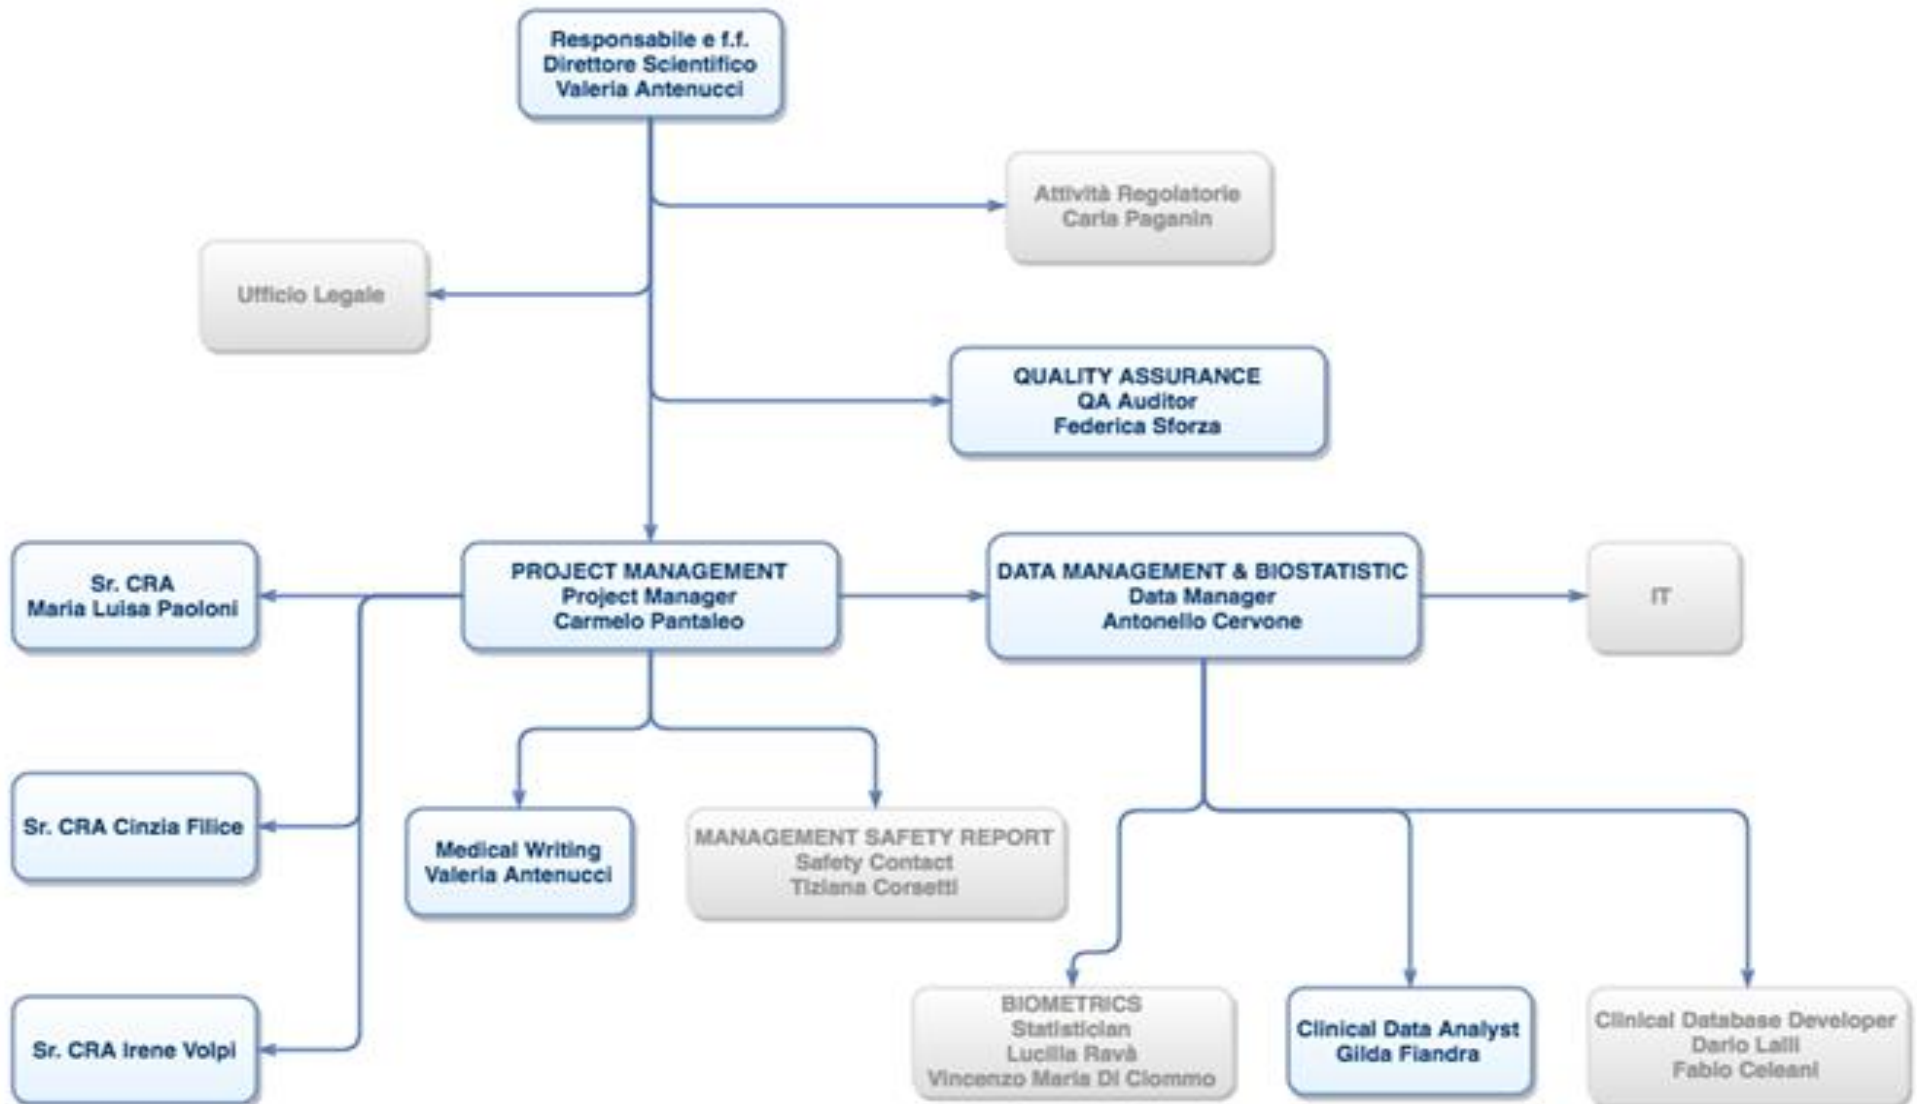 Responsabile e f.f.
Direttore Scientifico
Valeria Antenucci
Attività Regolatorie
Carla Paganin
Ufficio Legale
QUALITY ASSURANCE
QA Auditor
Federica Sforza
Sr. CRA
Maria Luisa Paoloni
PROJECT MANAGEMENT
Project Manager
Carmelo Pantaleo
DATA MANAGEMENT & BIOSTATISTIC
Data Manager
Antonello Cervone
IT
Sr. CRA Cinzia Filice
Medical Writing
Valeria Antenucci
MANAGEMENT SAFETY REPORT
Safety Contact
Tiziana Corsetti
Sr. CRA Irene Volpi
BIOMETRICS
Statistician
Lucilla Ravà
Vincenzo Maria Di Ciommo
Clinical Data Analyst
Gilda Fiandra
Clinical Database Developer
Dario Lalli
Fabio Celeani